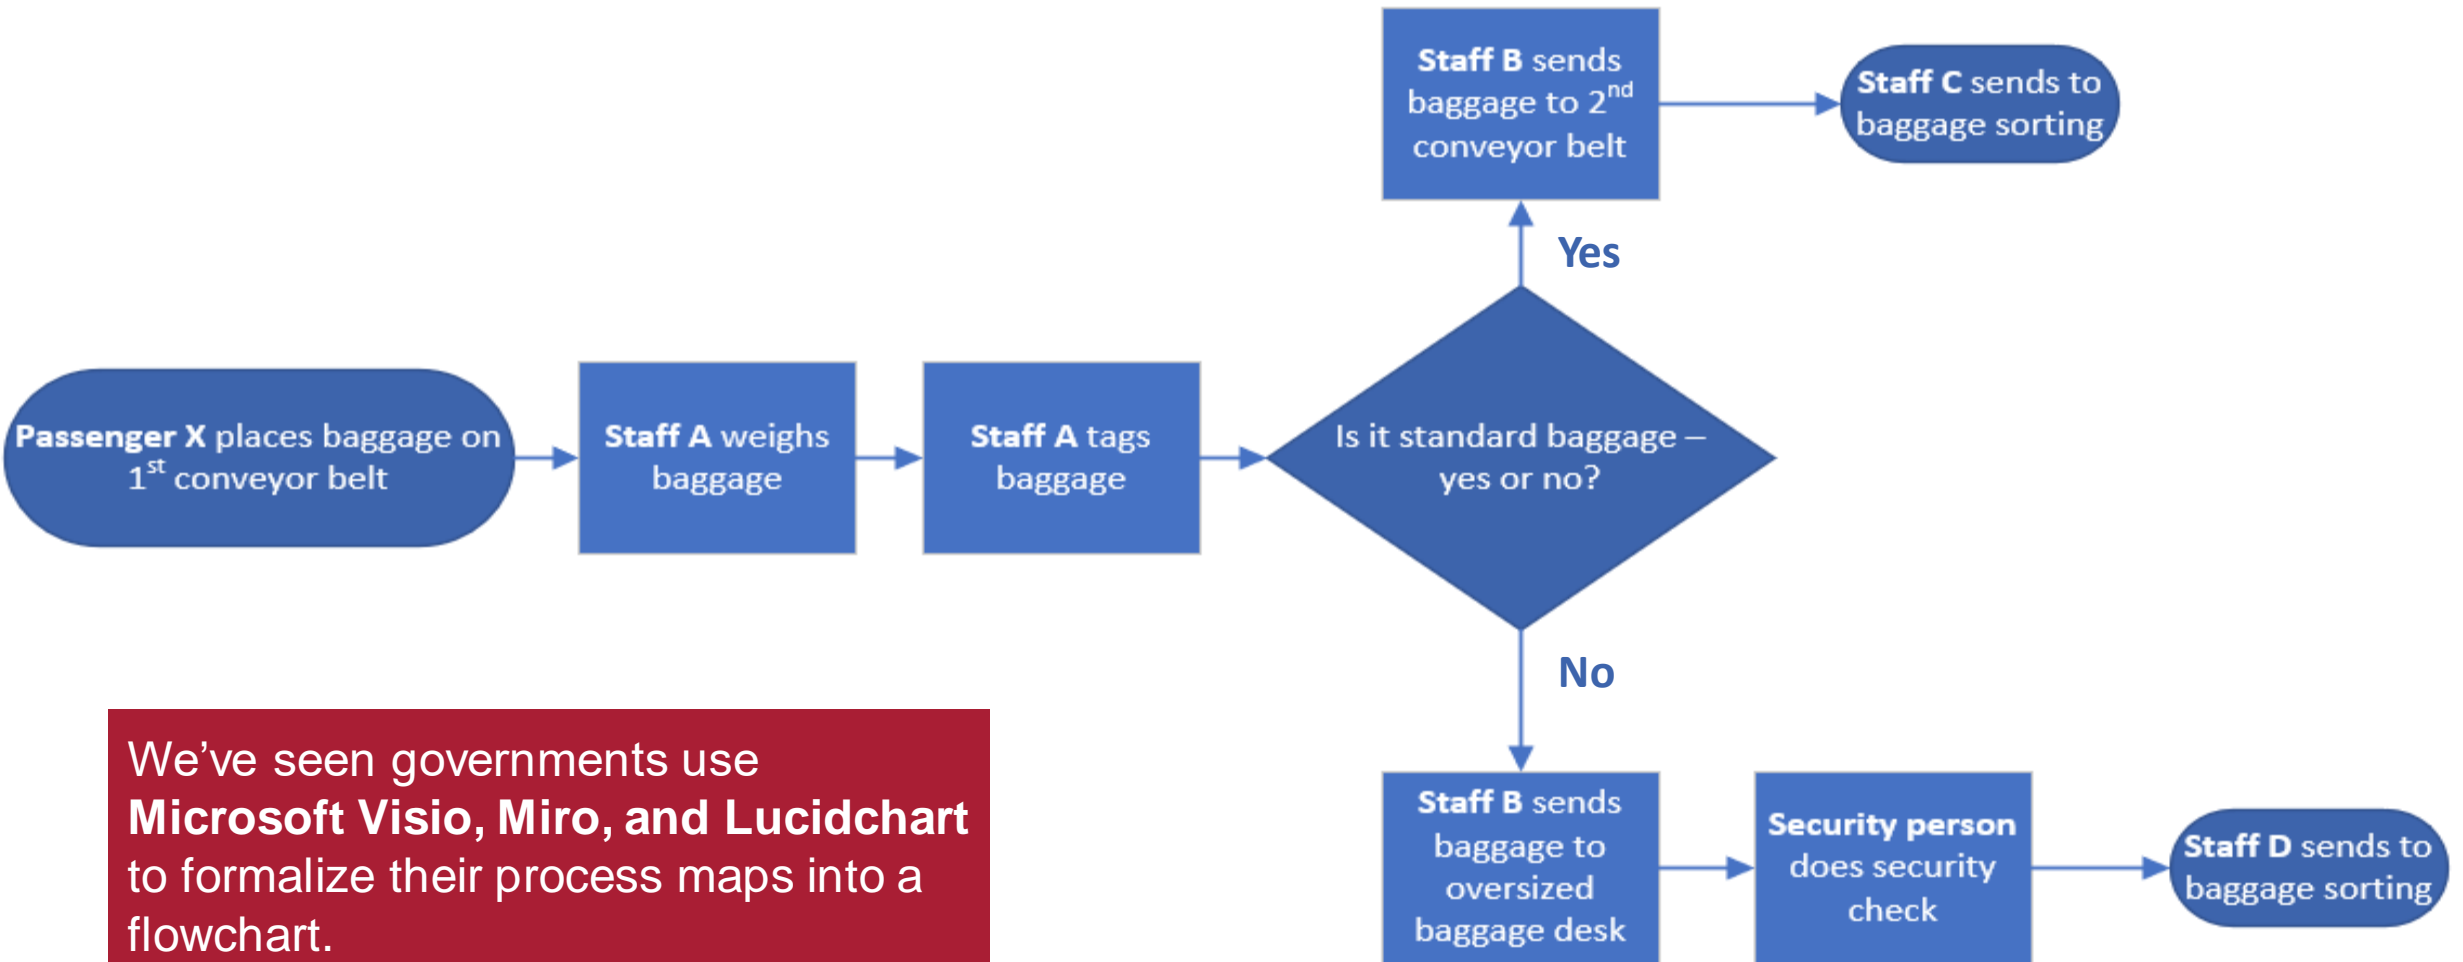 Staff B sends
baggage to 2nd
conveyor belt
Staff C sends to
baggage sorting
Yes
Passenger X places baggage on
1st conveyor belt
Staff A weighs
baggage
Staff A tags
baggage
Is it standard baggage –
yes or no?
No
We’ve seen governments use
Microsoft Visio, Miro, and Lucidchart
to formalize their process maps into a
flowchart.
Staff B sends
baggage to
oversized
baggage desk
Security person
does security
check
Staff D sends to
baggage sorting